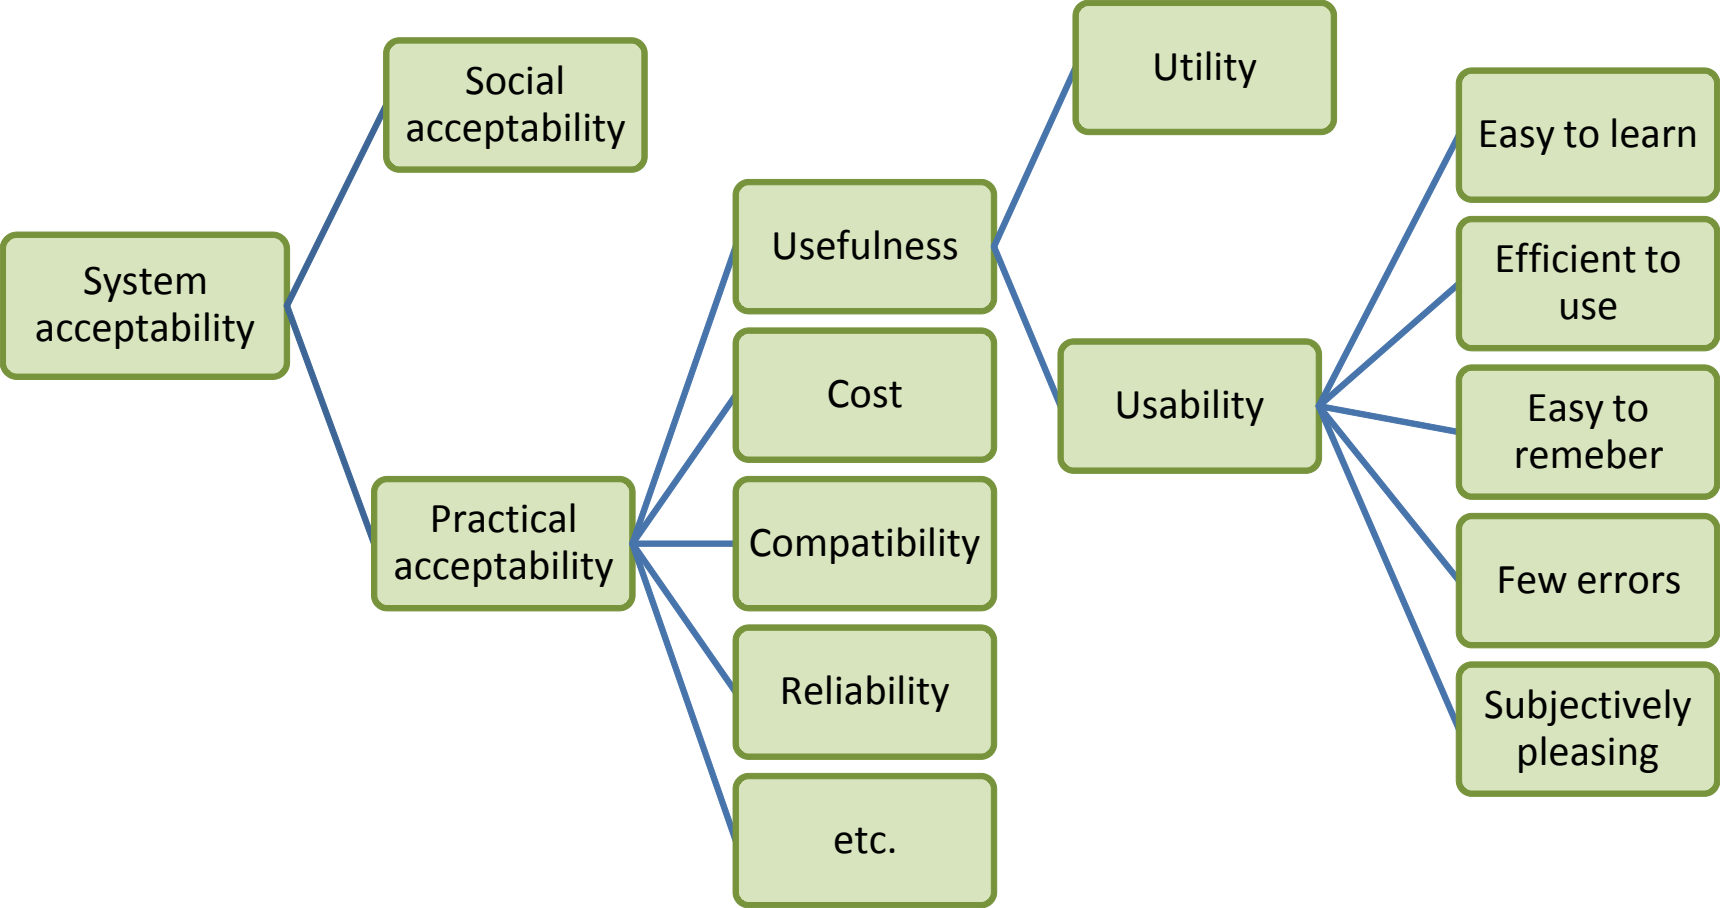 System
acceptability
Social
acceptability
Practical
acceptability
Usefulness
Cost
Compatibility
Reliability
etc.
Utility
Usability
Easy to learn
Efficient to
use
Easy to
remeber
Few errors
Subjectively
pleasing